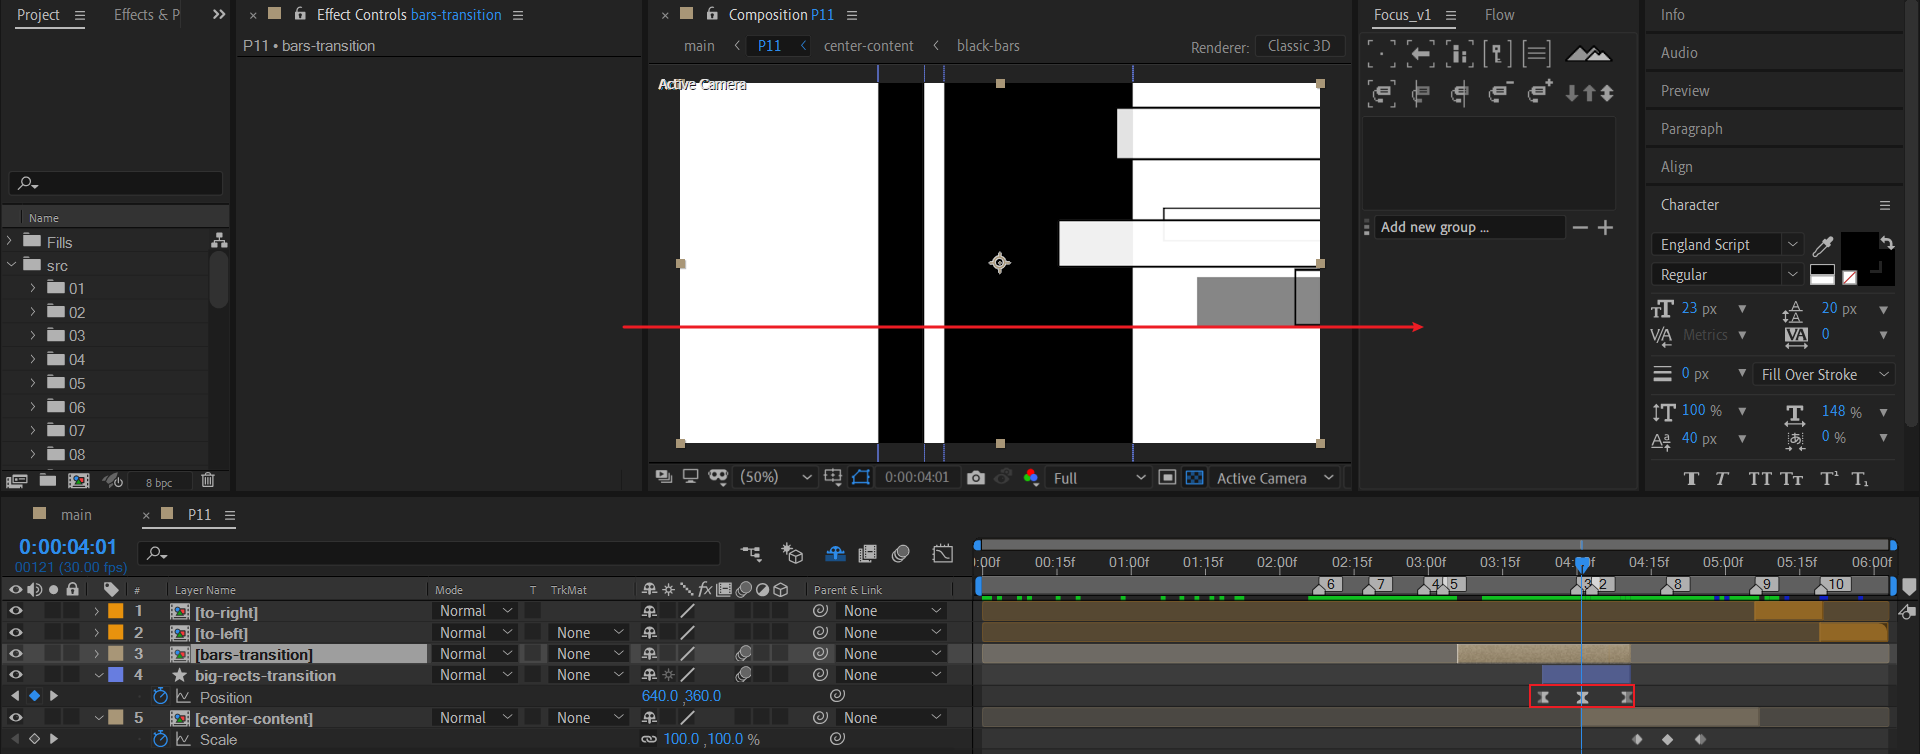 Project
Effects & P
Effect Controls bars-transition
Composition P11
Focus_v1
Flow
Info
P11 • bars-transition
main
P11
center-content
black-bars
Renderer:
Classic 3D
Audio
Active Camera
Preview
Paragraph
Align
Name
Character
Fills
Add new group ...
England Script
src
Regular
01
02
23 px
20 px
03
Metrics
0
04
05
0 px
Fill Over Stroke
06
100 %
148 %
07
40 px
0 %
08
8 bpc
(50%)
0:00:04:01
Full
Active Camera
main
P11
0:00:04:01
00121 (30.00 fps)
:00f
00:15f
01:00f
01:15f
02:00f
02:15f
03:00f
03:15f
04:15f
05:00f
05:15f
06:00f
6
7
4
5
3
2
8
9
10
#
Layer Name
Mode
T
TrkMat
Parent & Link
1
[to-right]
Normal
None
2
[to-left]
Normal
None
None
3
[bars-transition]
Normal
None
None
4
big-rects-transition
Normal
None
None
Position
640.0 ,360.0
5
[center-content]
Normal
None
None
Scale
100.0 ,100.0 %